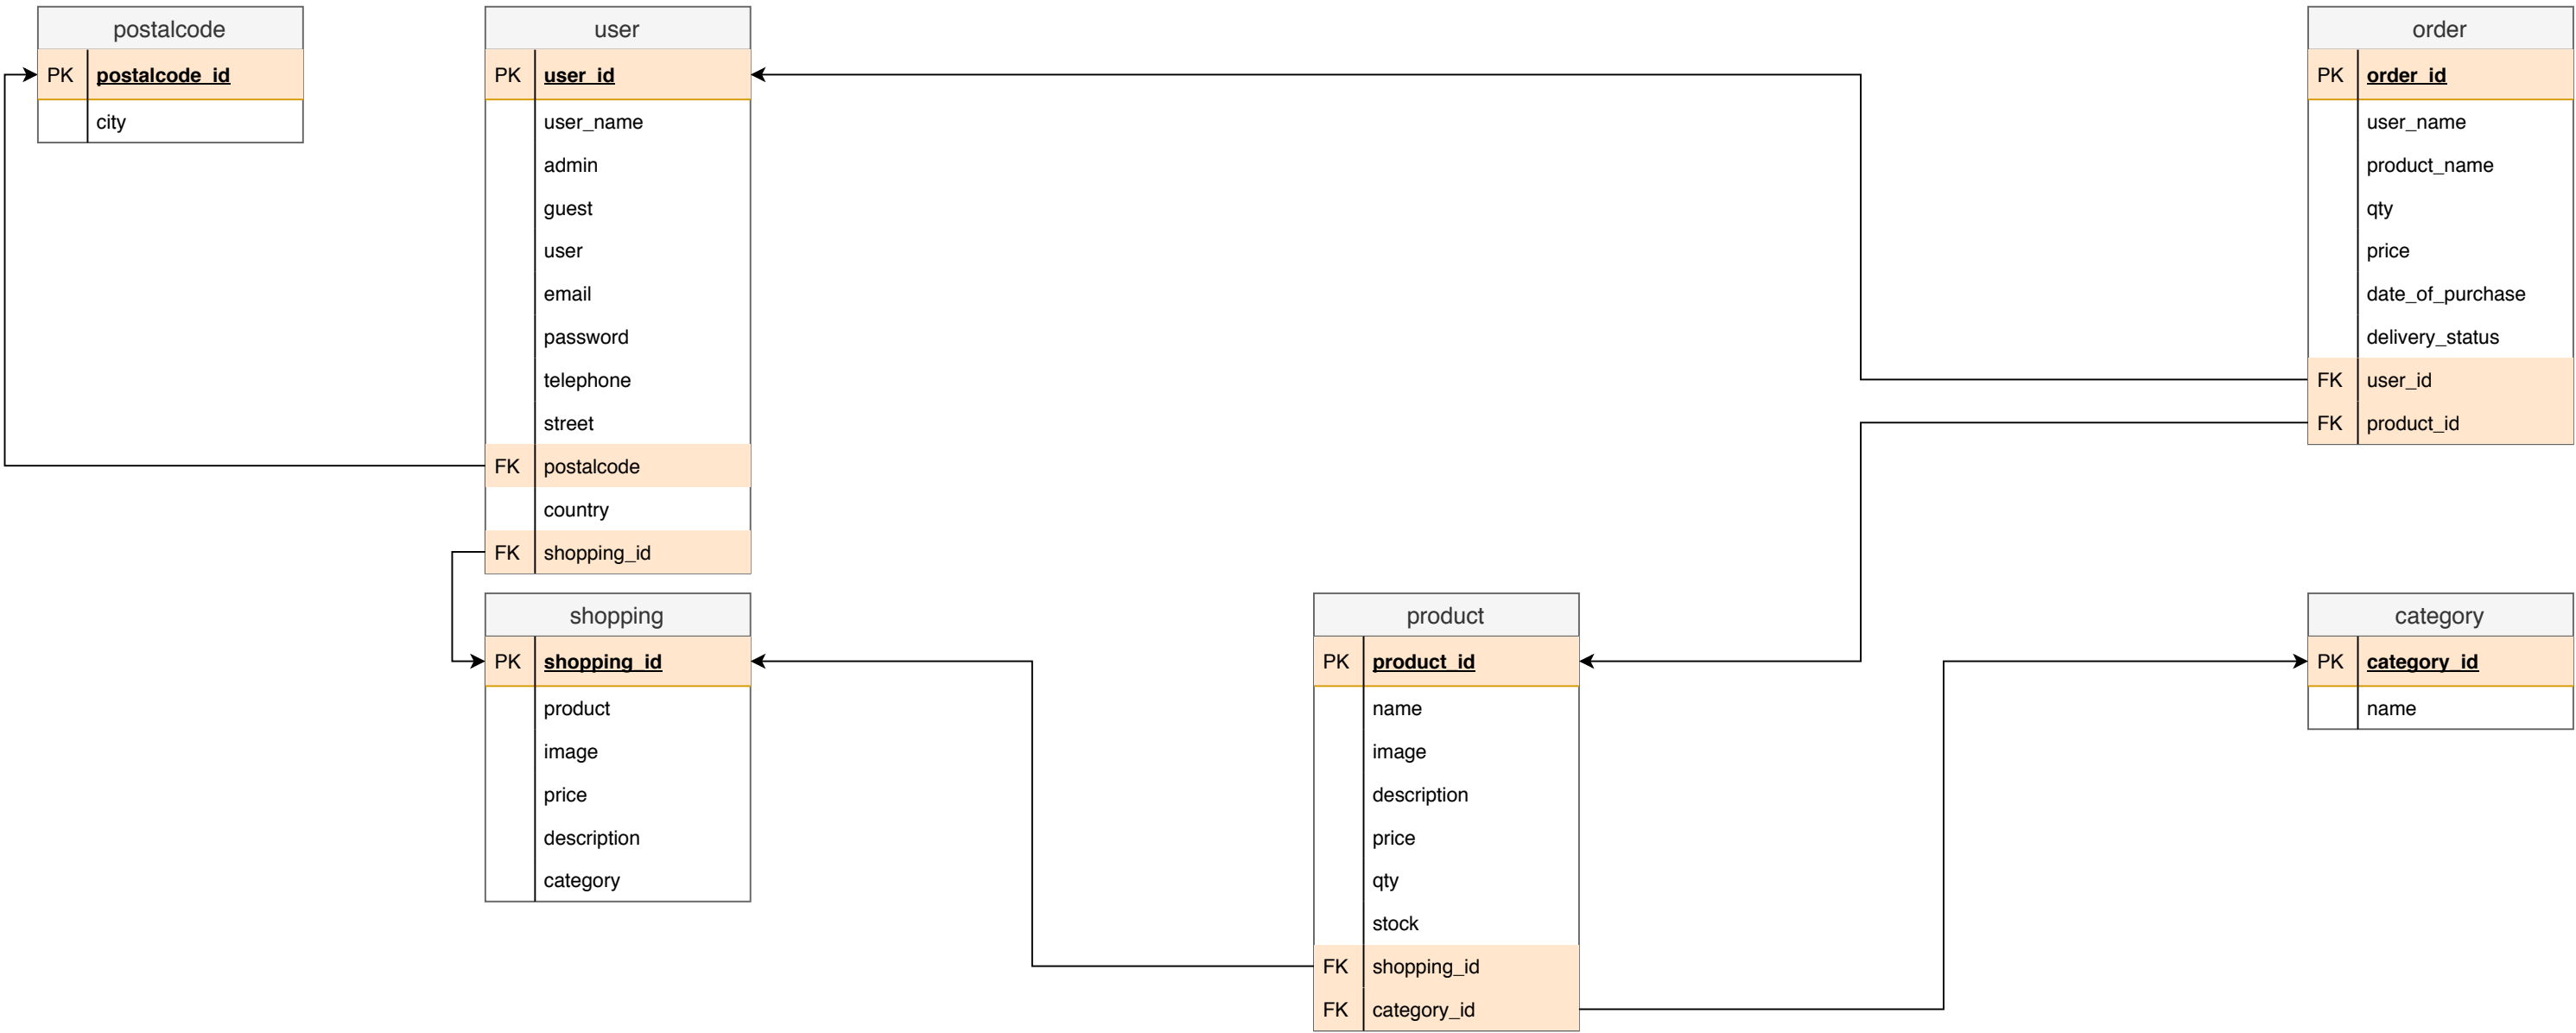 postalcode
PK postalcode_id
city
user
PK user_id
user_name
admin
guest
user
email
password
telephone
street
FK postalcode
country
FK shopping_id
order
PK order_id
user_name
product_name
qty
price
date_of_purchase
delivery_status
FK user_id
FK product_id
shopping
PK shopping_id
product
image
price
description
category
product
PK product_id
name
image
description
price
qty
stock
FK shopping_id
FK category_id
category
PK category_id
name